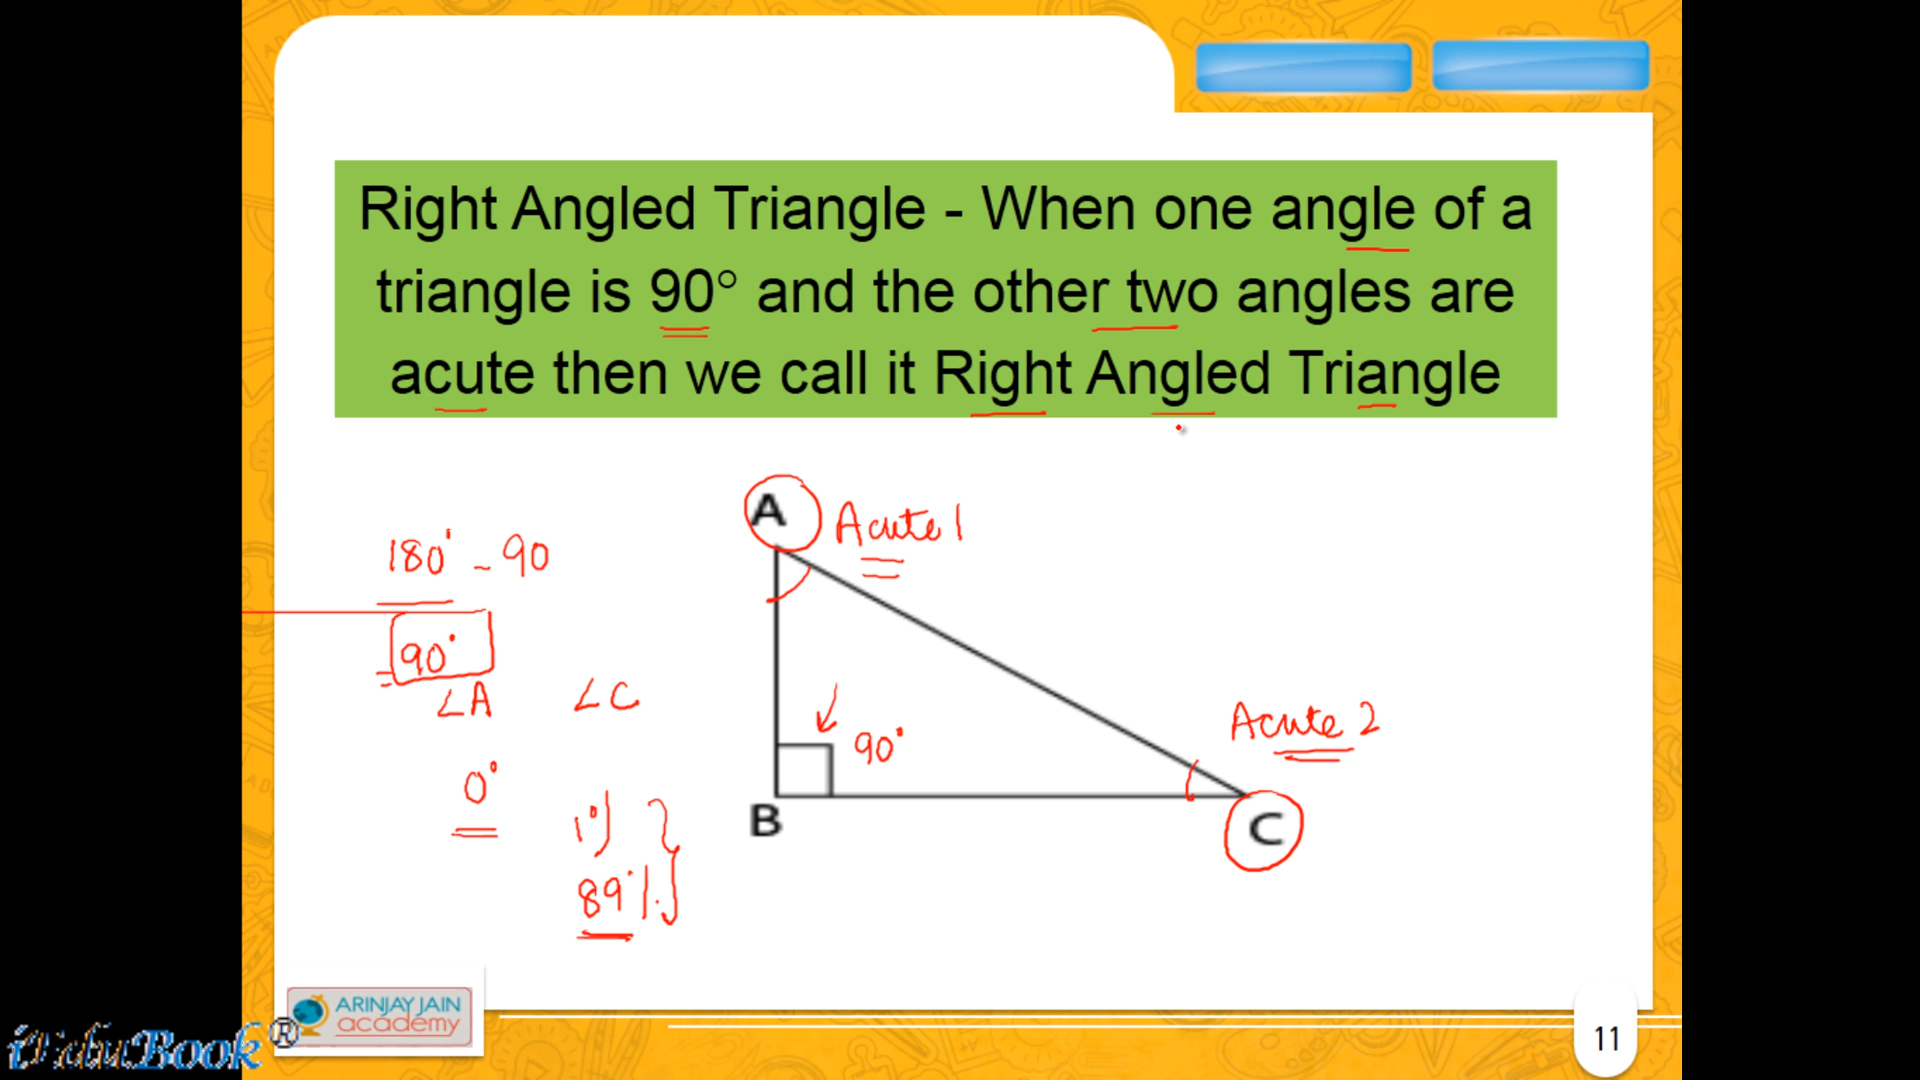 Right Angled Triangle - When one angle of a
triangle is 90° and the other two angles are
acute then we call it Right Angled Triangle
A
Acute 1
180° - 90
= 90°
∠A ∠C
Acute 2
90°
0°
1°
B
C
89°
ARINJAY JAIN
academy
iEduBook®
11